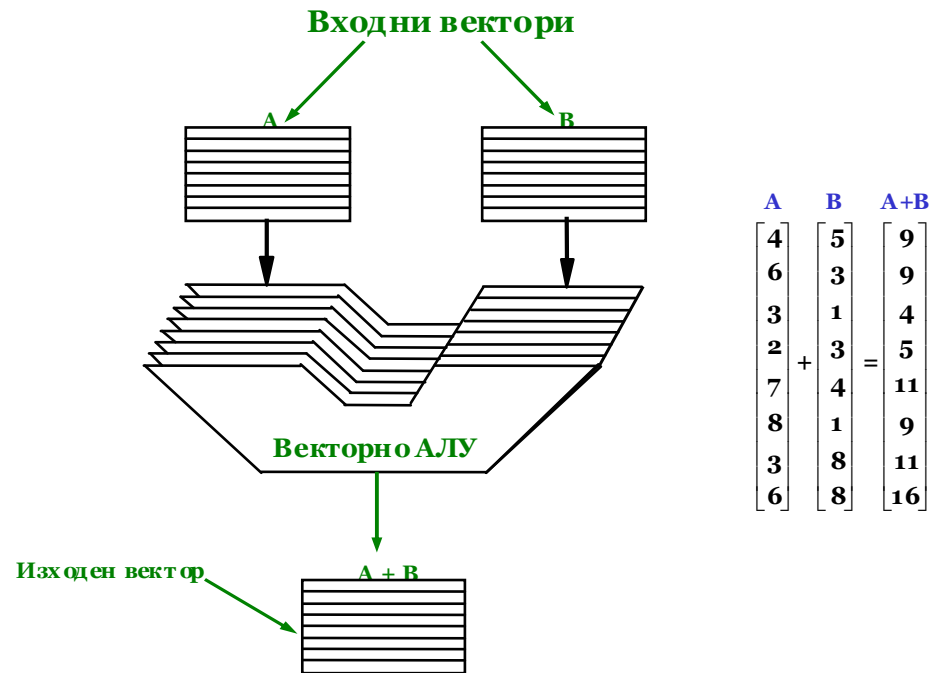 Входни вектори
A B
A B A+B
4 5 9
6 3 9
3 1 4
2 3 5
+ =
7 4 11
8 1 9
3 8 11
6 8 16
Векторно АЛУ
Изходен вектор
A + B